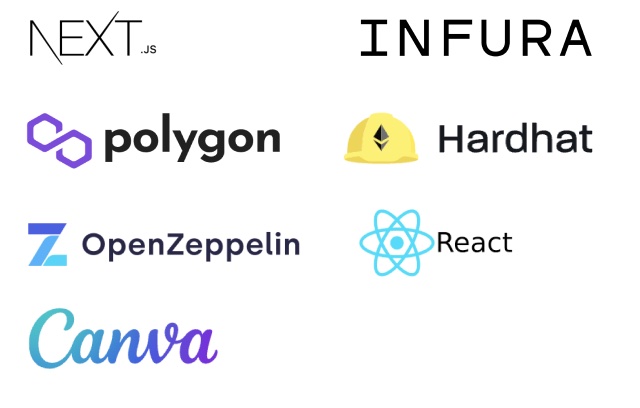 NEXT.JS
INFURA
polygon
Hardhat
OpenZeppelin
React
Canva